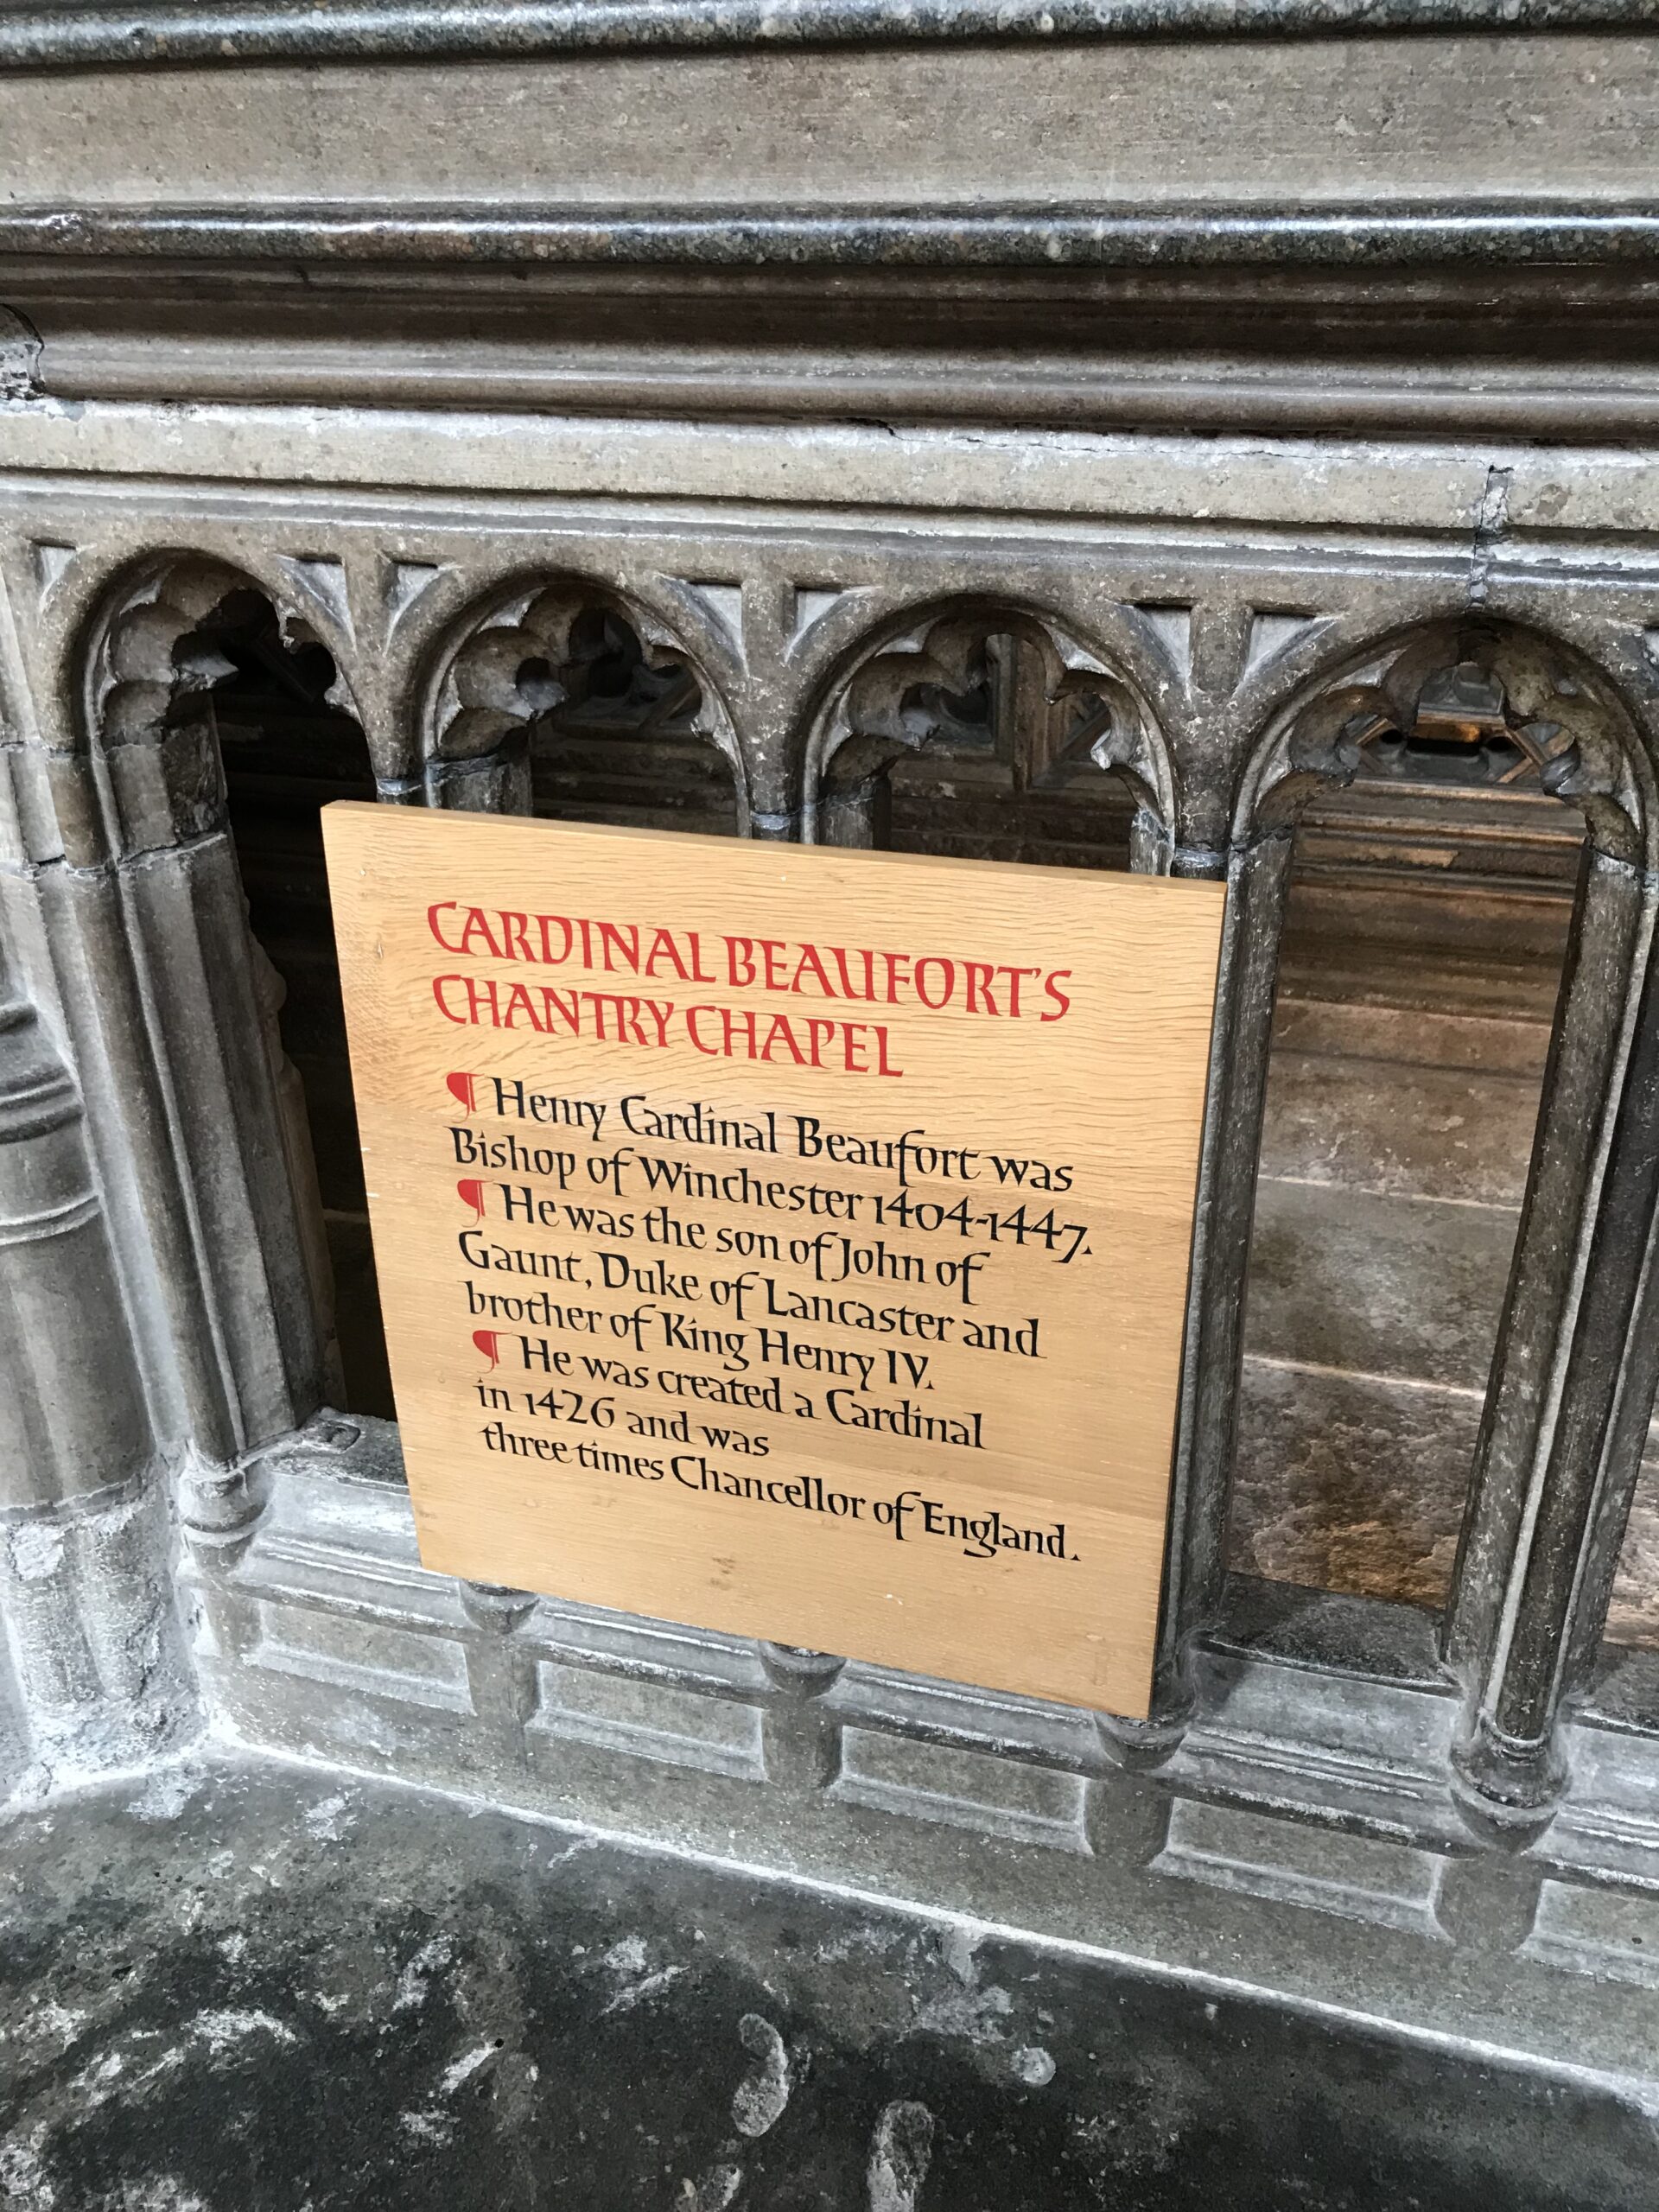 CARDINAL BEAUFORT'S
CHANTRY CHAPEL
¶ Henry Cardinal Beaufort was
Bishop of Winchester 1404-1447.
¶ He was the son of John of
Gaunt, Duke of Lancaster and
brother of King Henry IV.
¶ He was created a Cardinal
in 1426 and was
three times Chancellor of England.